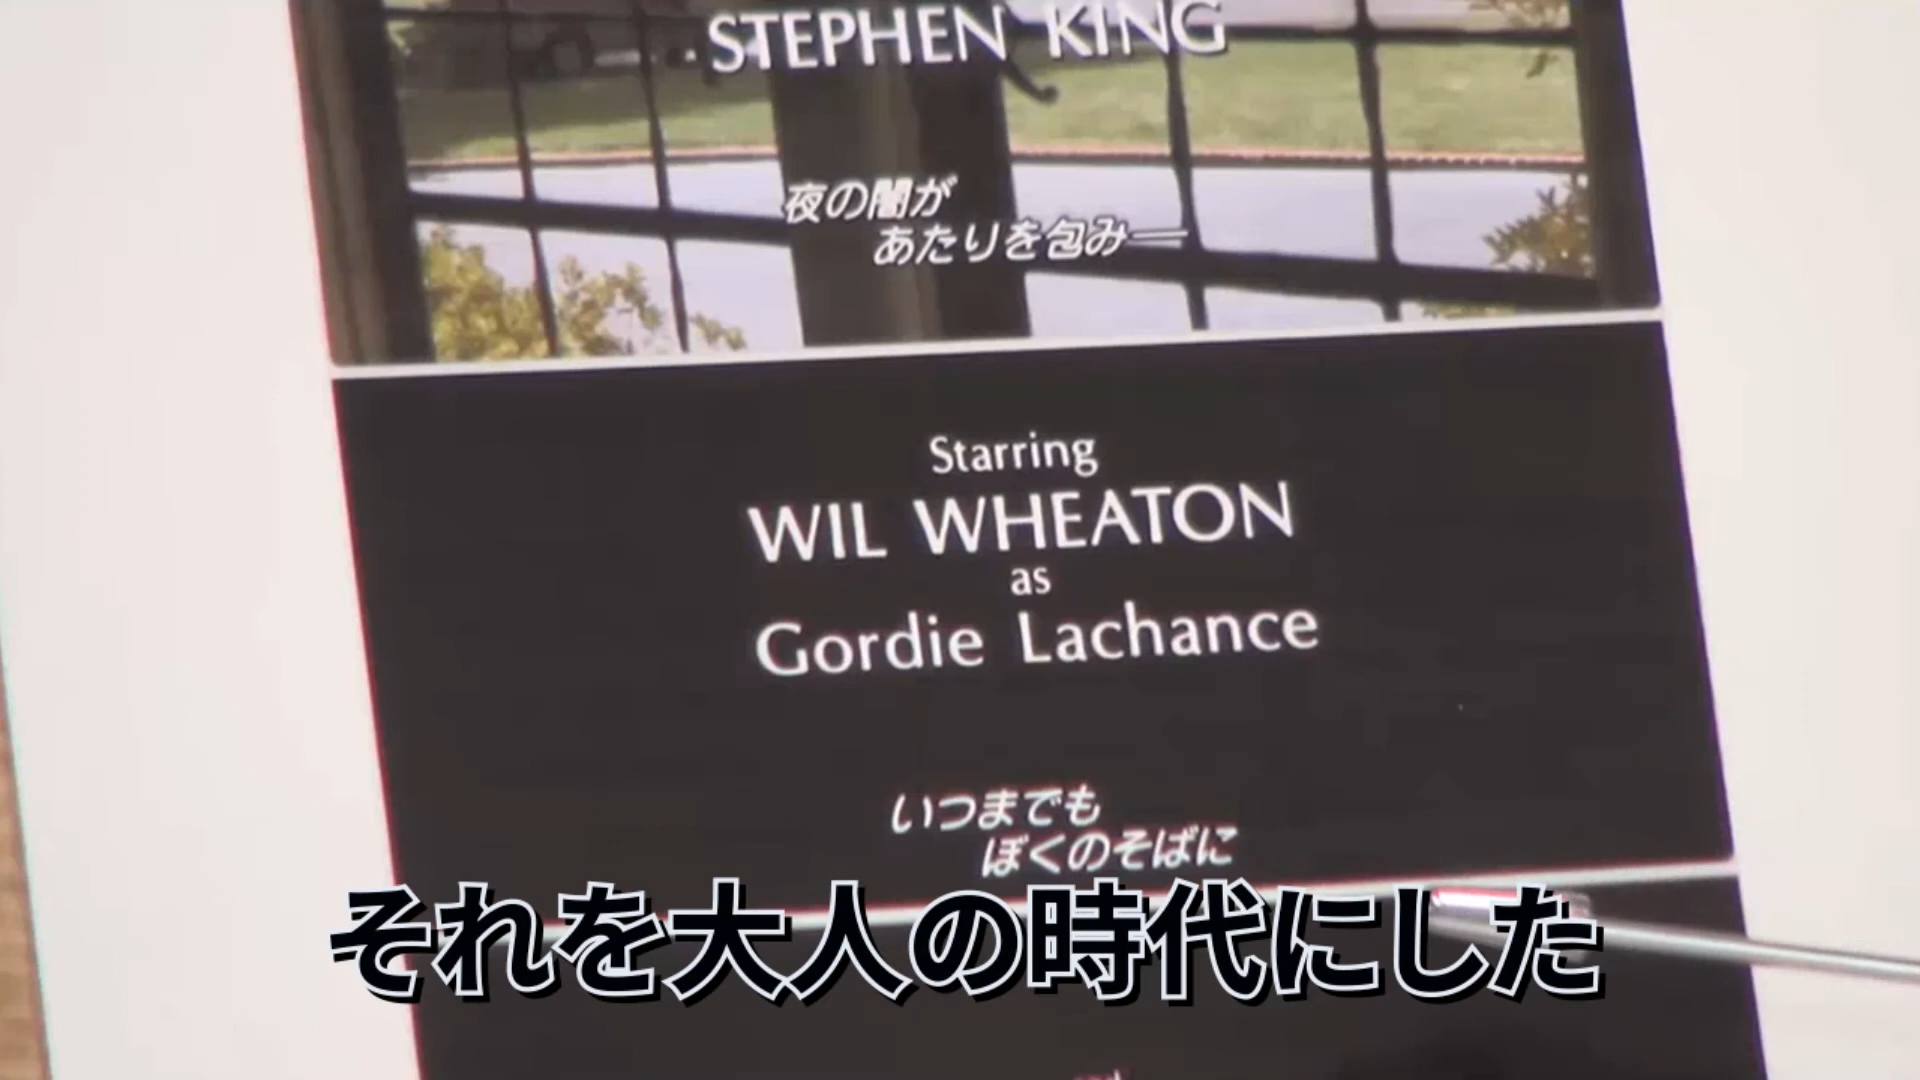 STEPHEN KING
夜の闇が
あたりを包み―
Starring
WIL WHEATON
as
Gordie Lachance
いつまでも
ぼくのそばに
それを大人の時代にした